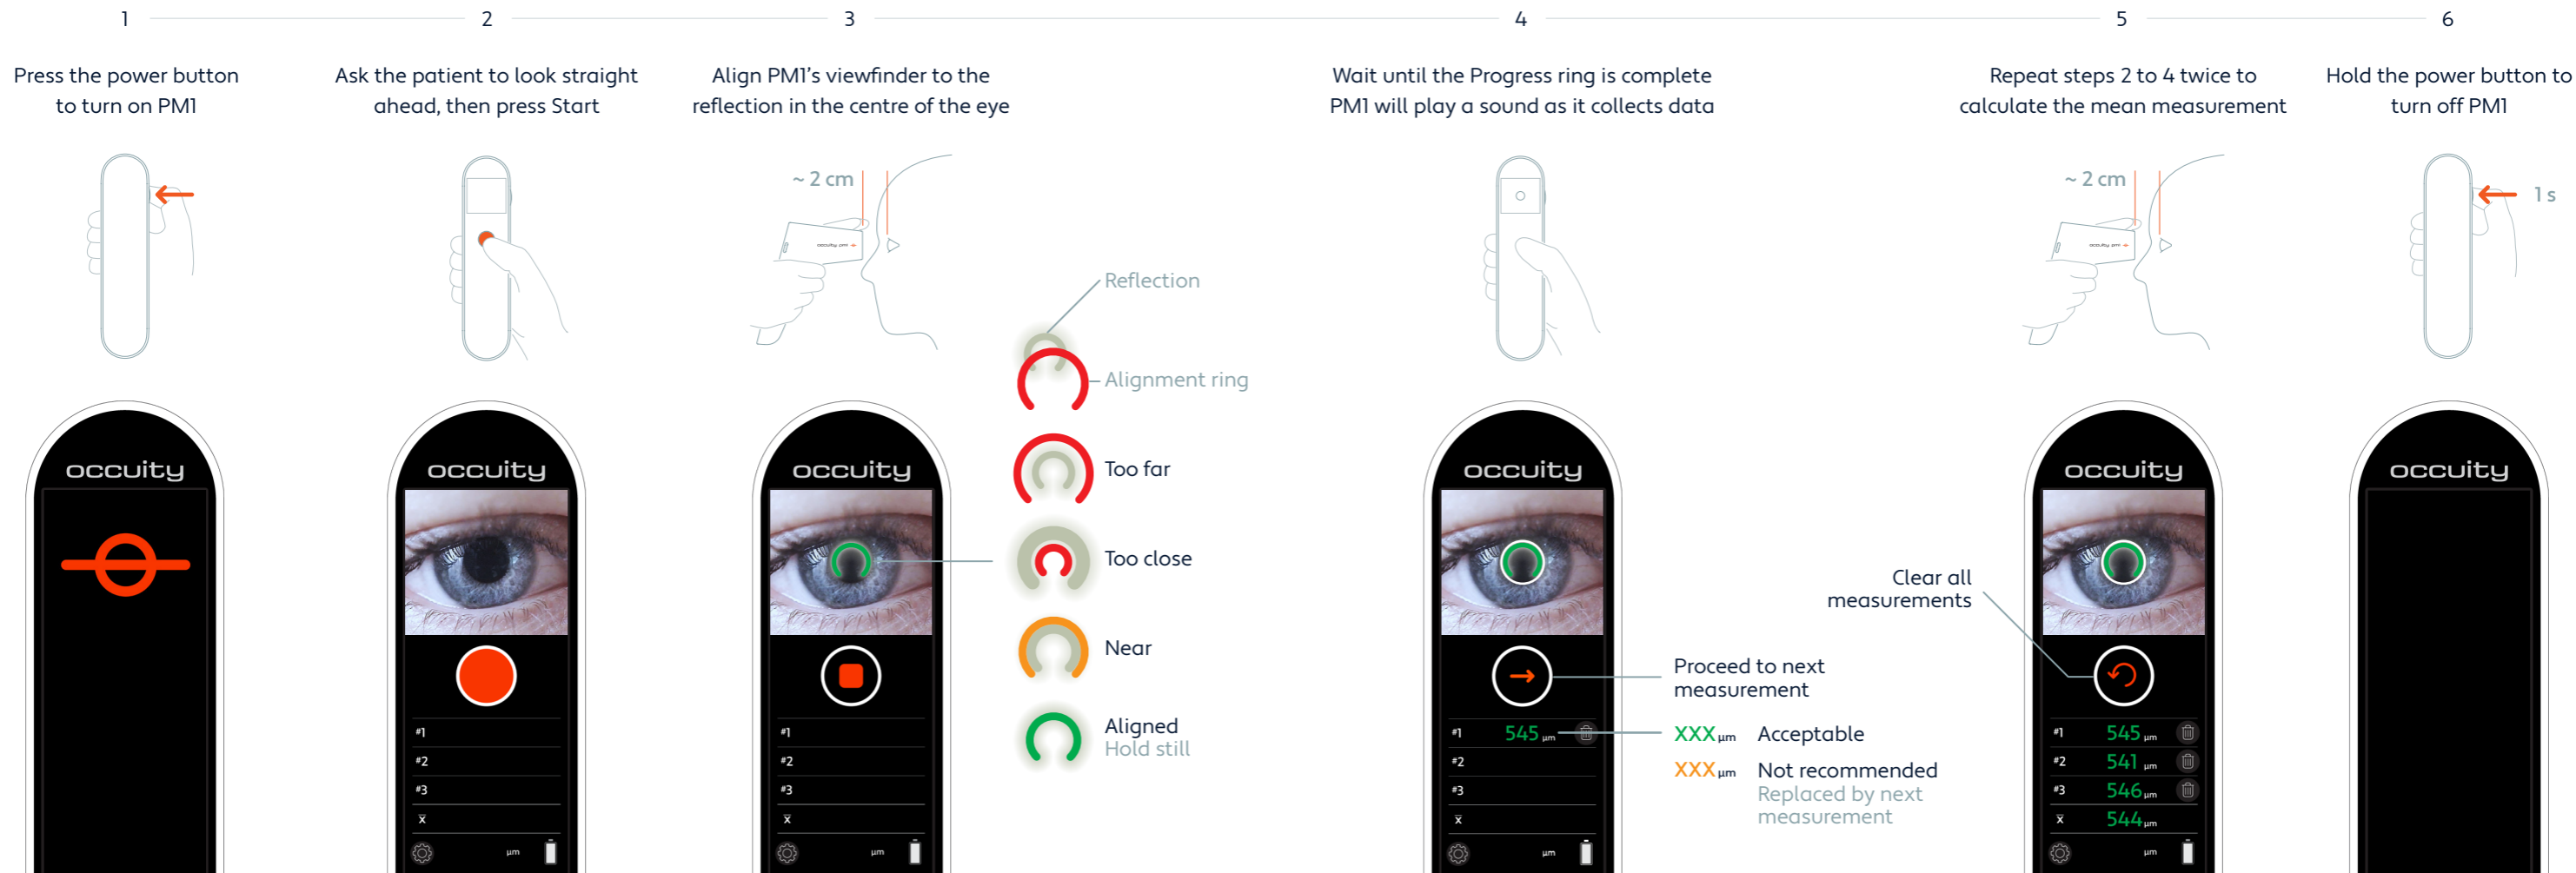 1
Press the power button
to turn on PM1
occuity
2
Ask the patient to look straight
ahead, then press Start
occuity
#1
#2
#3
x̅
µm
3
Align PM1's viewfinder to the
reflection in the centre of the eye
~ 2 cm
occuity PM1
Reflection
Alignment ring
Too far
Too close
Near
Aligned
Hold still
occuity
#1
#2
#3
x̅
µm
4
Wait until the Progress ring is complete
PM1 will play a sound as it collects data
occuity
#1 545 µm
#2
#3
x̅
µm
Proceed to next
measurement
XXX µm Acceptable
XXX µm Not recommended
Replaced by next
measurement
5
Repeat steps 2 to 4 twice to
calculate the mean measurement
~ 2 cm
occuity PM1
Clear all
measurements
occuity
#1 545 µm
#2 541 µm
#3 546 µm
x̅ 544 µm
µm
6
Hold the power button to
turn off PM1
1 s
occuity